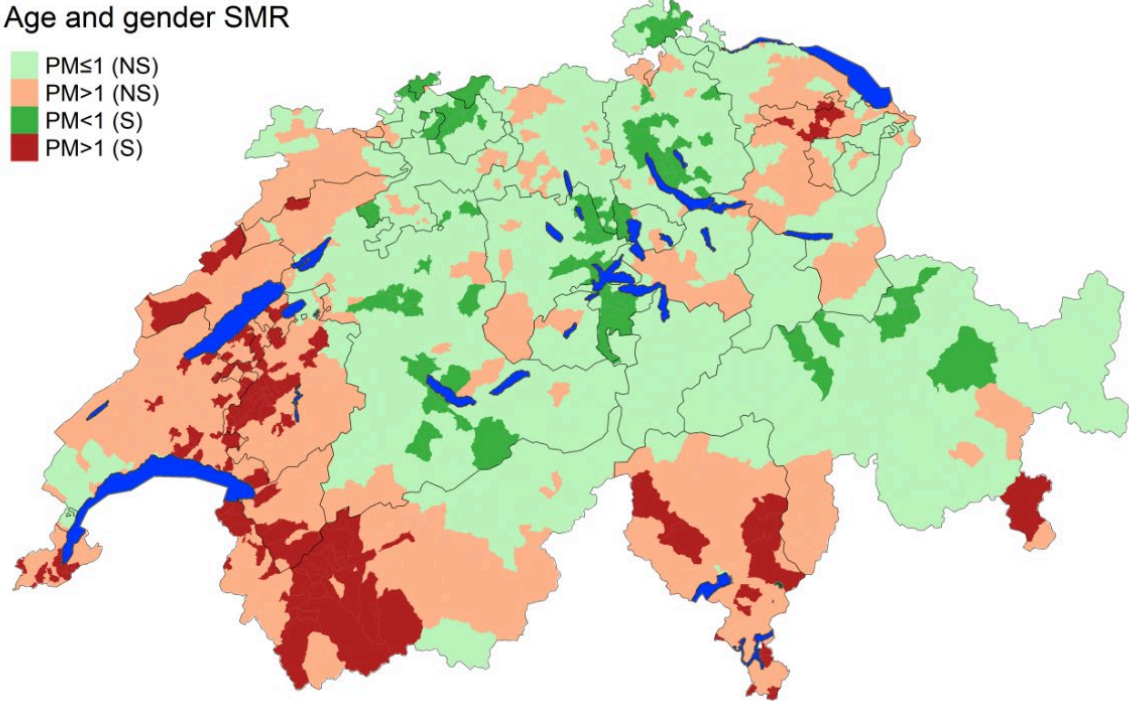 Age and gender SMR
PM≤1 (NS)
PM>1 (NS)
PM<1 (S)
PM>1 (S)